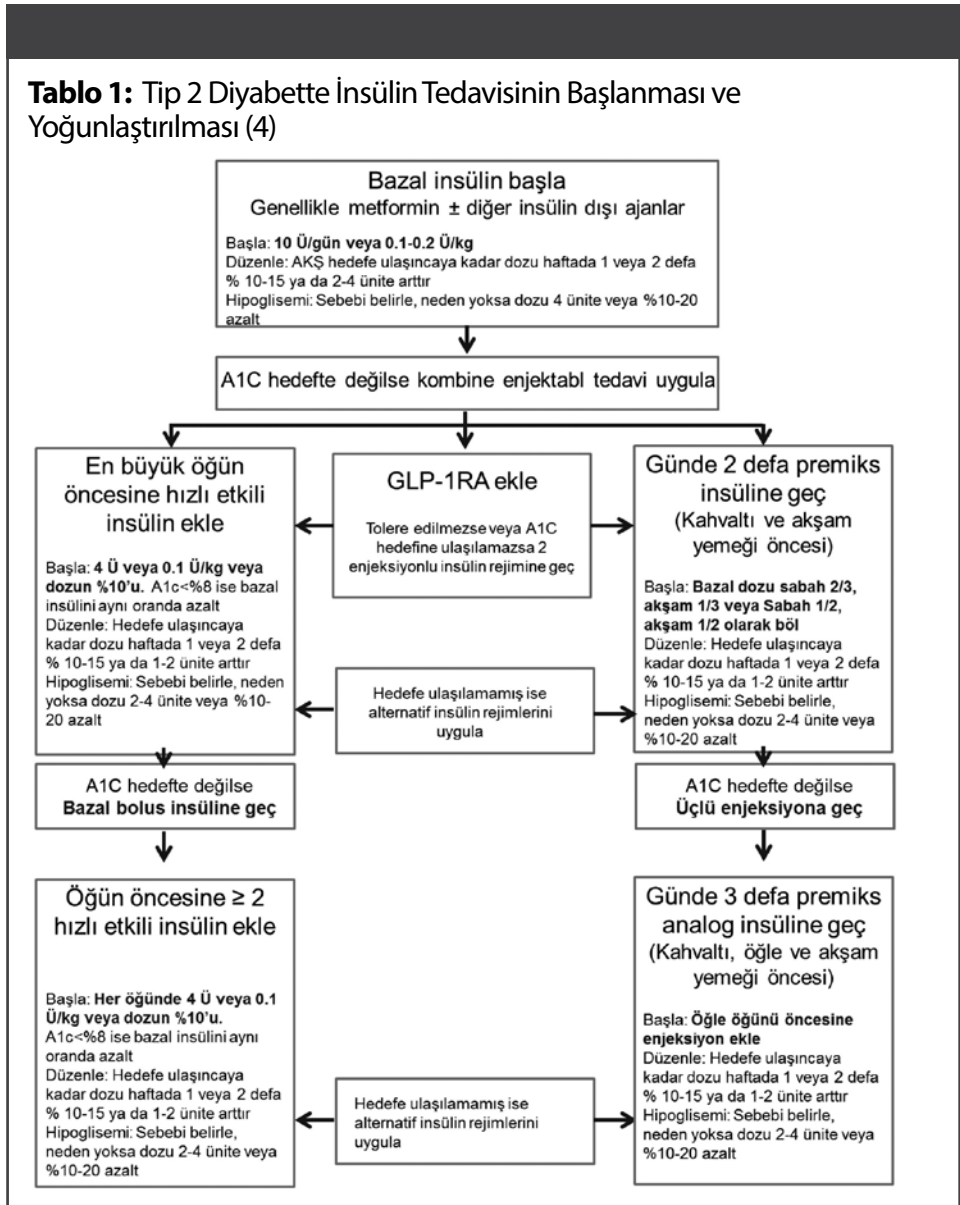 Tablo 1: Tip 2 Diyabette İnsülin Tedavisinin Başlanması ve
Yoğunlaştırılması (4)
Bazal insülin başla
Genellikle metformin ± diğer insülin dışı ajanlar
Başla: 10 Ü/gün veya 0.1-0.2 Ü/kg
Düzenle: AKŞ hedefe ulaşıncaya kadar dozu haftada 1 veya 2 defa
% 10-15 ya da 2-4 ünite arttır
Hipoglisemi: Sebebi belirle, neden yoksa dozu 4 ünite veya %10-20
azalt
A1C hedefte değilse kombine enjektabl tedavi uygula
En büyük öğün
öncesine hızlı etkili
insülin ekle
Başla: 4 Ü veya 0.1 Ü/kg veya
dozun %10'u. A1c<%8 ise bazal
insülini aynı oranda azalt
Düzenle: Hedefe ulaşıncaya
kadar dozu haftada 1 veya 2 defa
% 10-15 ya da 1-2 ünite arttır
Hipoglisemi: Sebebi belirle, neden
yoksa dozu 2-4 ünite veya %10-
20 azalt
GLP-1RA ekle
Tolere edilmezse veya A1C
hedefine ulaşılamazsa 2
enjeksiyonlu insülin rejimine geç
Günde 2 defa premiks
insüline geç
(Kahvaltı ve akşam
yemeği öncesi)
Başla: Bazal dozu sabah 2/3,
akşam 1/3 veya Sabah 1/2,
akşam 1/2 olarak böl
Düzenle: Hedefe ulaşıncaya
kadar dozu haftada 1 veya 2 defa
% 10-15 ya da 1-2 ünite arttır
Hipoglisemi: Sebebi belirle,
neden yoksa dozu 2-4 ünite veya
%10-20 azalt
Hedefe ulaşılamamış ise
alternatif insülin rejimlerini
uygula
A1C hedefte değilse
Bazal bolus insüline geç
A1C hedefte değilse
Üçlü enjeksiyona geç
Öğün öncesine ≥ 2
hızlı etkili insülin ekle
Başla: Her öğünde 4 Ü veya 0.1
Ü/kg veya dozun %10'u.
A1c<%8 ise bazal insülini aynı
oranda azalt
Düzenle: Hedefe ulaşıncaya
kadar dozu haftada 1 veya 2 defa
% 10-15 ya da 1-2 ünite arttır
Hipoglisemi: Sebebi belirle,
neden yoksa dozu 2-4 ünite veya
%10-20 azalt
Hedefe ulaşılamamış ise
alternatif insülin rejimlerini
uygula
Günde 3 defa premiks
analog insüline geç
(Kahvaltı, öğle ve akşam
yemeği öncesi)
Başla: Öğle öğünü öncesine
enjeksiyon ekle
Düzenle: Hedefe ulaşıncaya
kadar dozu haftada 1 veya 2 defa
% 10-15 ya da 1-2 ünite arttır
Hipoglisemi: Sebebi belirle,
neden yoksa dozu 2-4 ünite veya
%10-20 azalt